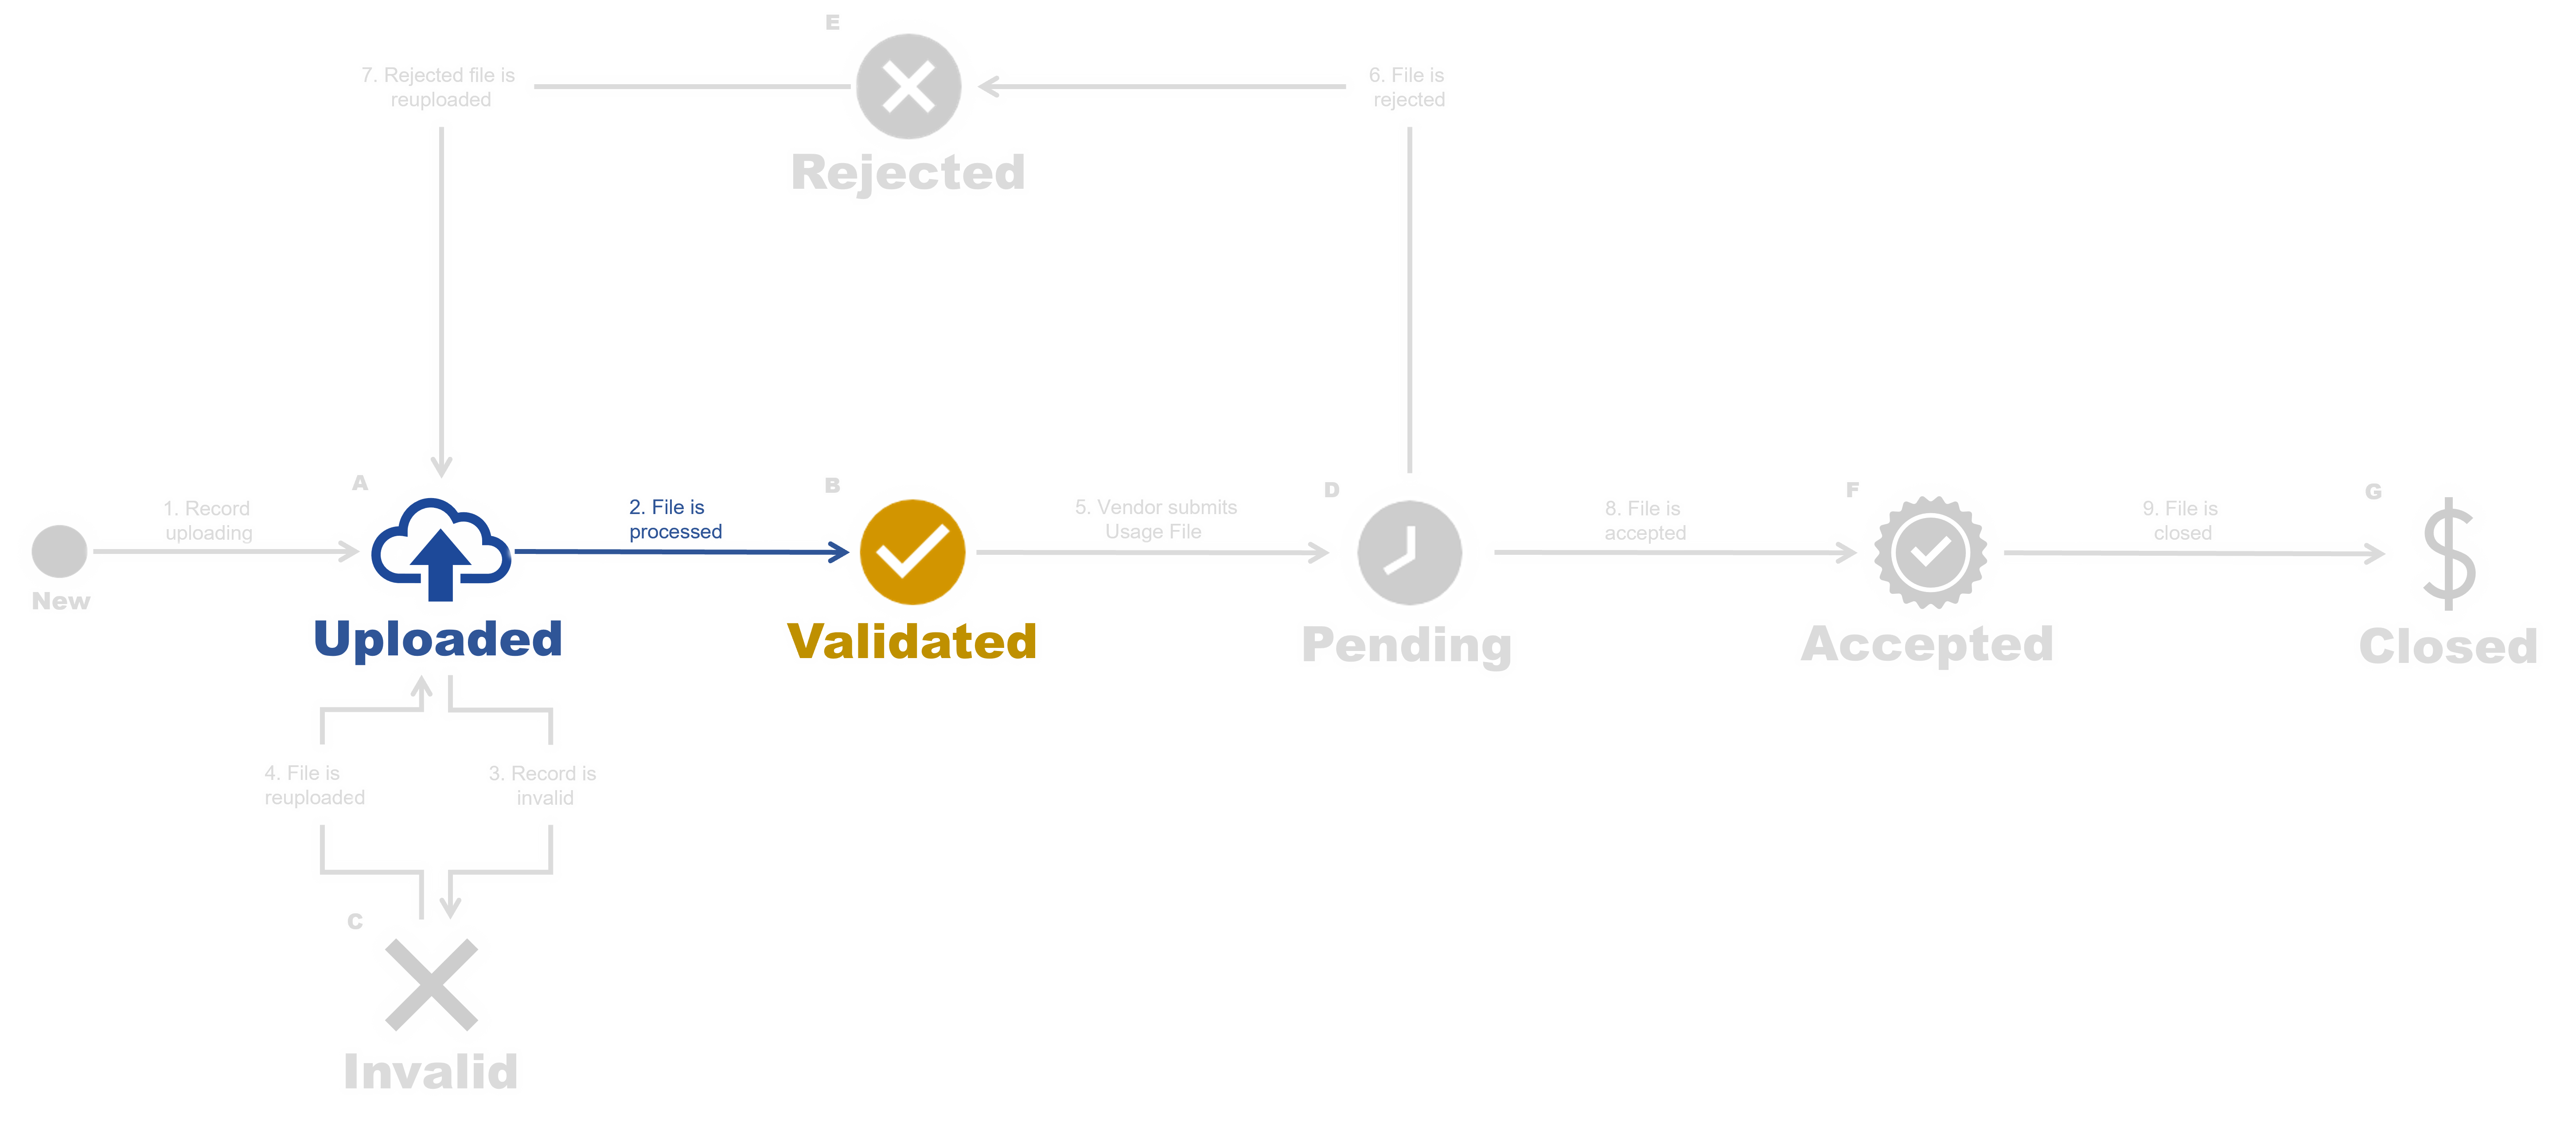 E
7. Rejected file is
reuploaded
6. File is
rejected
Rejected
A
1. Record
uploading
2. File is
processed
B
5. Vendor submits
Usage File
D
8. File is
accepted
F
9. File is
closed
G
New
Uploaded
Validated
Pending
Accepted
Closed
4. File is
reuploaded
3. Record is
invalid
C
Invalid